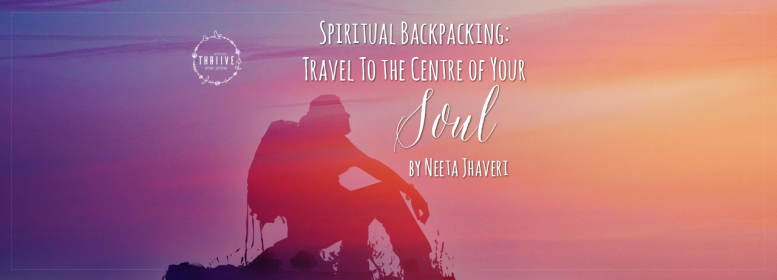 THRIIVE
Spiritual Backpacking:
Travel To the Centre of Your
Soul
by Neeta Jhaveri